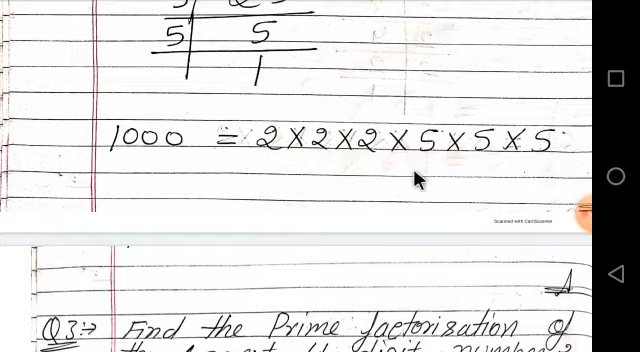 5 5
1
1000 = 2 X 2 X 2 X 5 X 5 X 5
Scanned with CamScanner
Q3:→ Find the Prime factorisation of